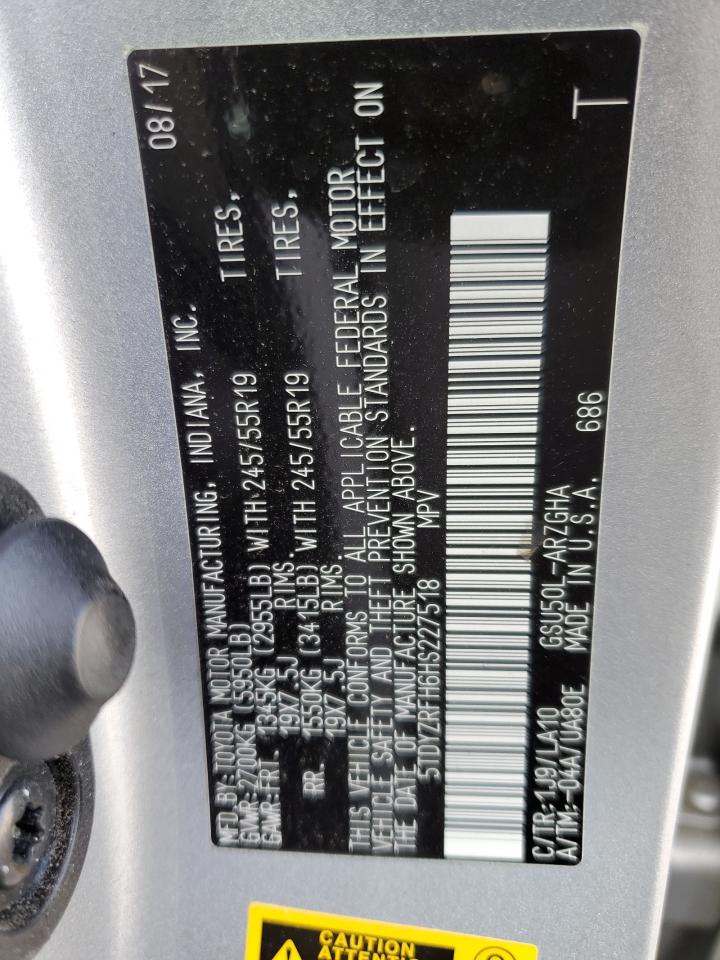 MFD BY: TOYOTA MOTOR MANUFACTURING, INDIANA, INC. 08/17
GVWR: 2700KG (5950LB)
GAWR: FRT. 1345KG (2955LB) WITH 245/55R19 TIRES,
19X7.5J RIMS.
RR. 1550KG (3415LB) WITH 245/55R19 TIRES,
19X7.5J RIMS.
THIS VEHICLE CONFORMS TO ALL APPLICABLE FEDERAL MOTOR
VEHICLE SAFETY AND THEFT PREVENTION STANDARDS IN EFFECT ON
THE DATE OF MANUFACTURE SHOWN ABOVE.
5TDYZRFH6HS227518 MPV
C/TR: 1J9/LA10 GSU50L-ARZGHA
A/TM: -04A/UA80E MADE IN U.S.A. 686 T
CAUTION